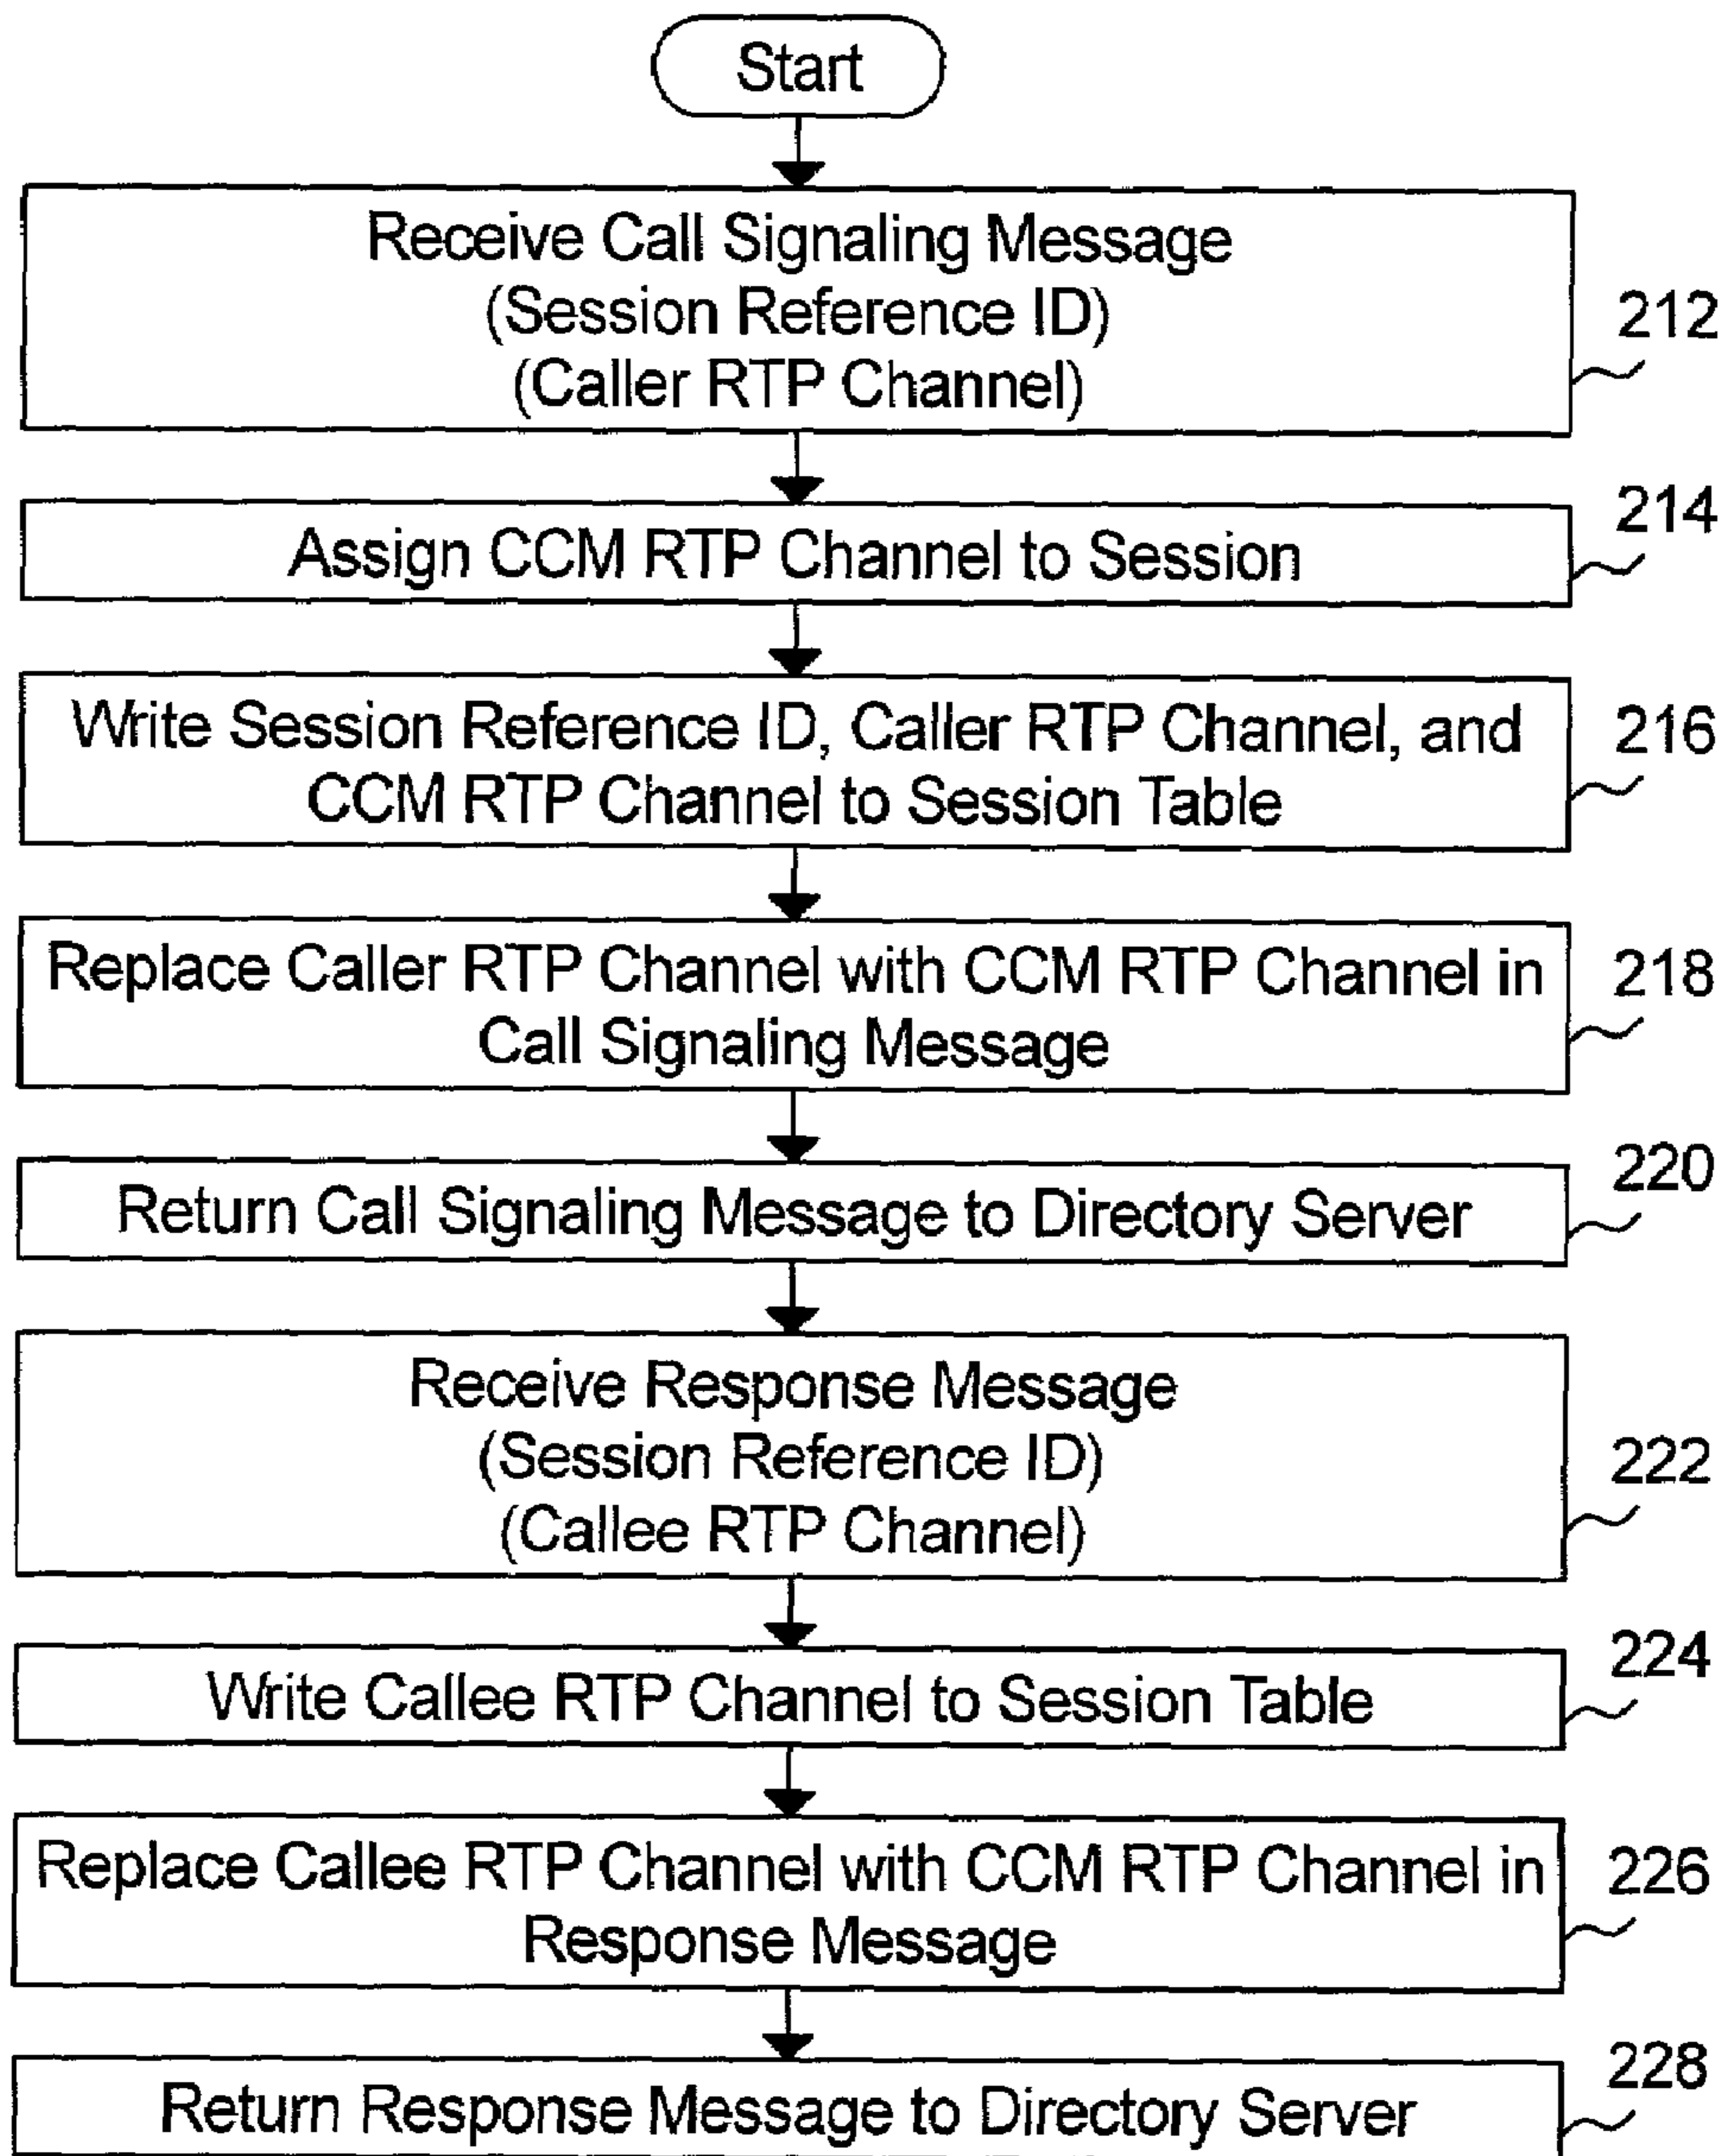 Start
Receive Call Signaling Message
(Session Reference ID)
(Caller RTP Channel)
212
Assign CCM RTP Channel to Session
214
Write Session Reference ID, Caller RTP Channel, and
CCM RTP Channel to Session Table
216
Replace Caller RTP Channel with CCM RTP Channel in
Call Signaling Message
218
Return Call Signaling Message to Directory Server
220
Receive Response Message
(Session Reference ID)
(Callee RTP Channel)
222
Write Callee RTP Channel to Session Table
224
Replace Callee RTP Channel with CCM RTP Channel in
Response Message
226
Return Response Message to Directory Server
228